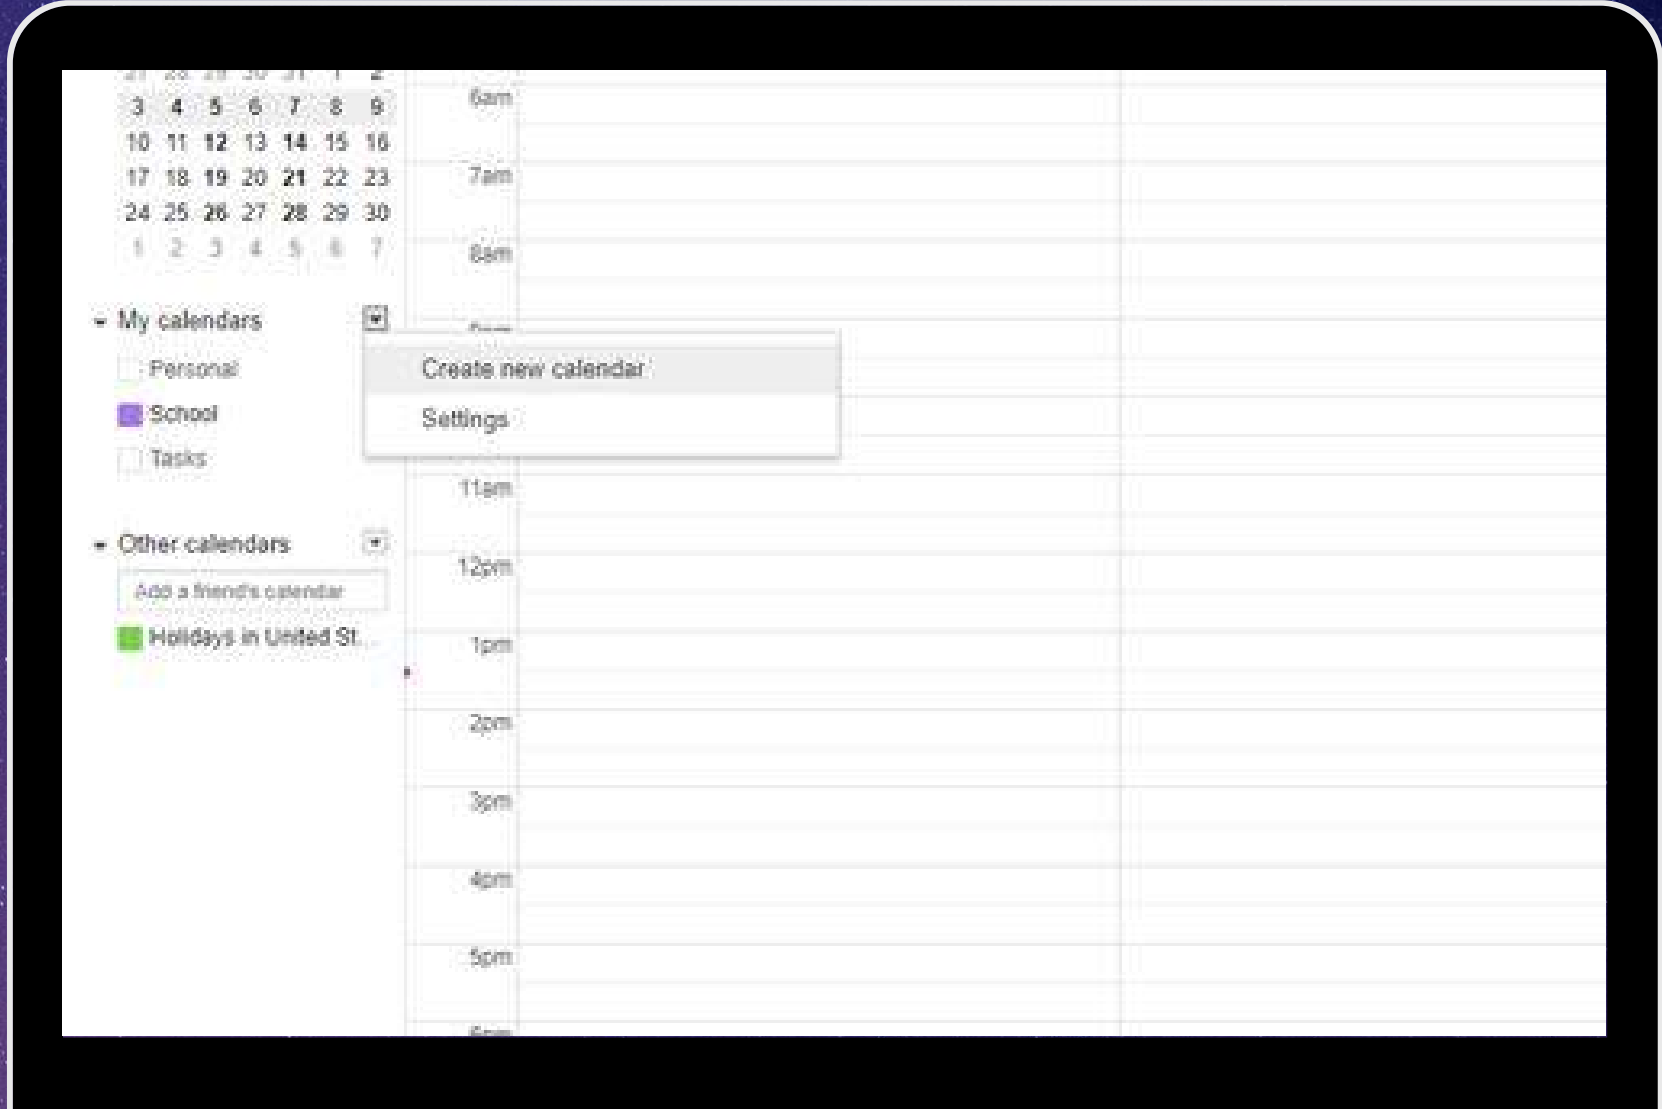 3 4 5 6 7 8 9
10 11 12 13 14 15 16
17 18 19 20 21 22 23
24 25 26 27 28 29 30
1 2 3 4 5 6 7
My calendars
Personal
School
Tasks
Create new calendar
Settings
Other calendars
Add a friend's calendar
Holidays in United St...
6am
7am
8am
11am
12pm
1pm
2pm
3pm
4pm
5pm